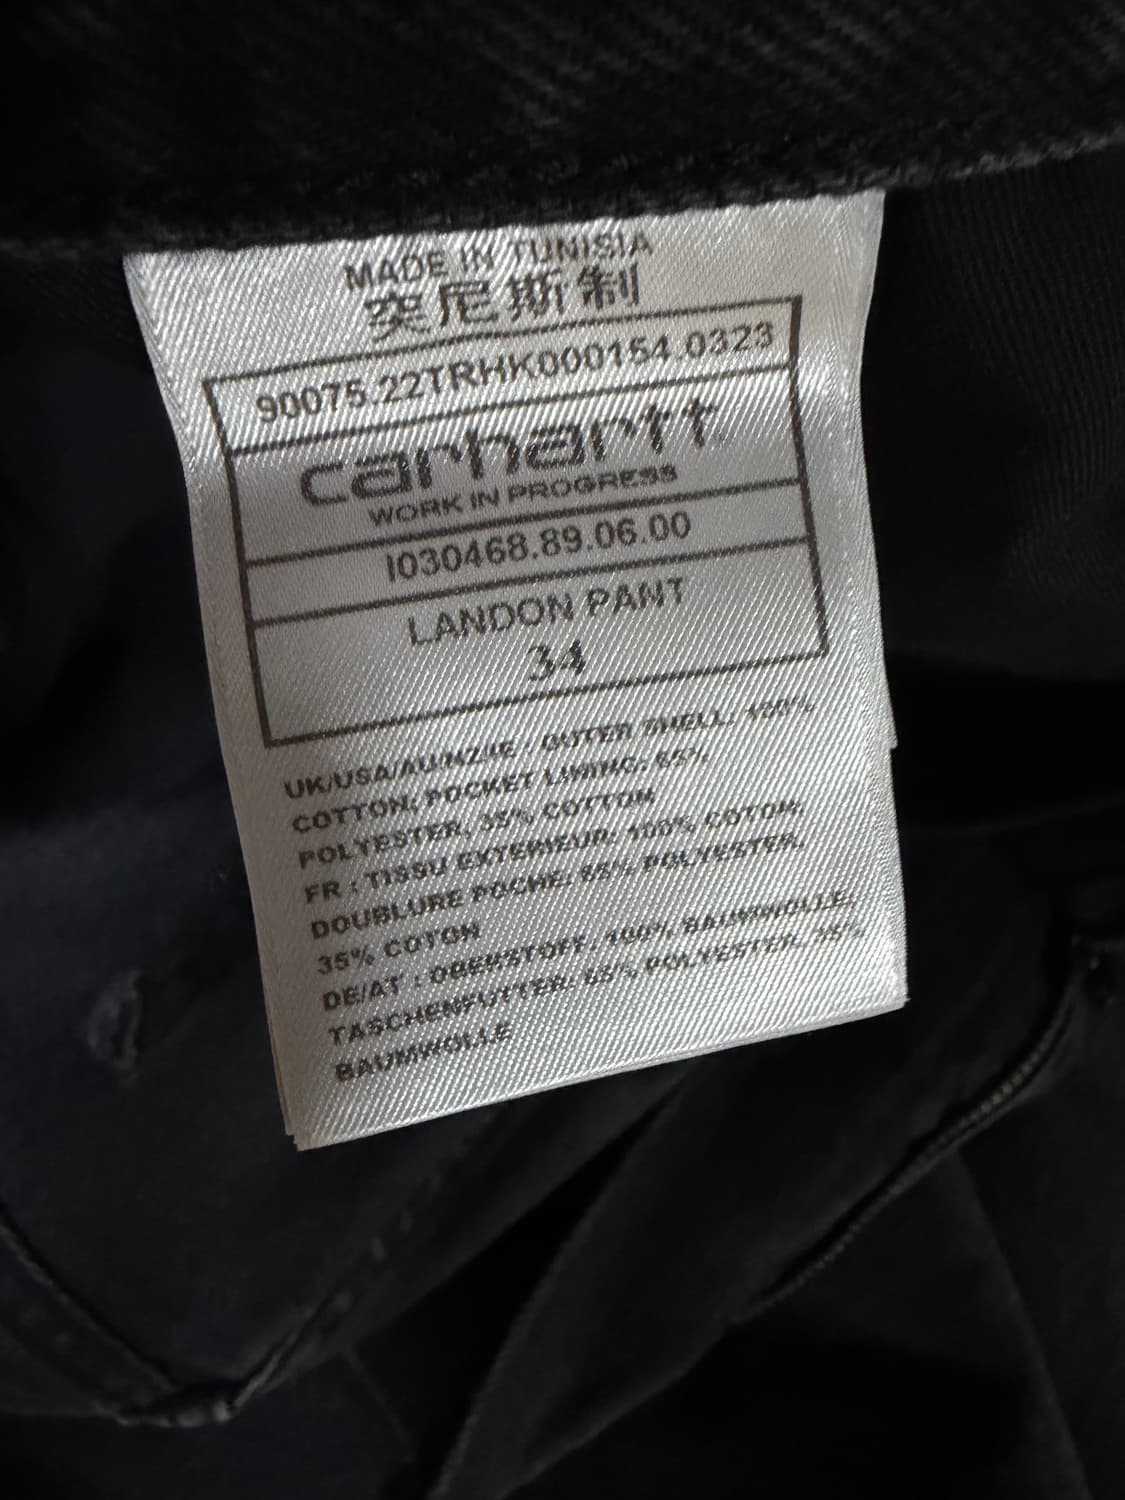 MADE IN TUNISIA
突尼斯制
90075.22TRHK000154.0323
carhartt
WORK IN PROGRESS
I030468.89.06.00
LANDON PANT
34
UK/USA/AU/NZ/IE : OUTER SHELL: 100%
COTTON; POCKET LINING: 65%
POLYESTER, 35% COTTON
FR : TISSU EXTERIEUR: 100% COTON;
DOUBLURE POCHE: 65% POLYESTER,
35% COTON
DE/AT : OBERSTOFF: 100% BAUMWOLLE;
TASCHENFUTTER: 65% POLYESTER, 35%
BAUMWOLLE